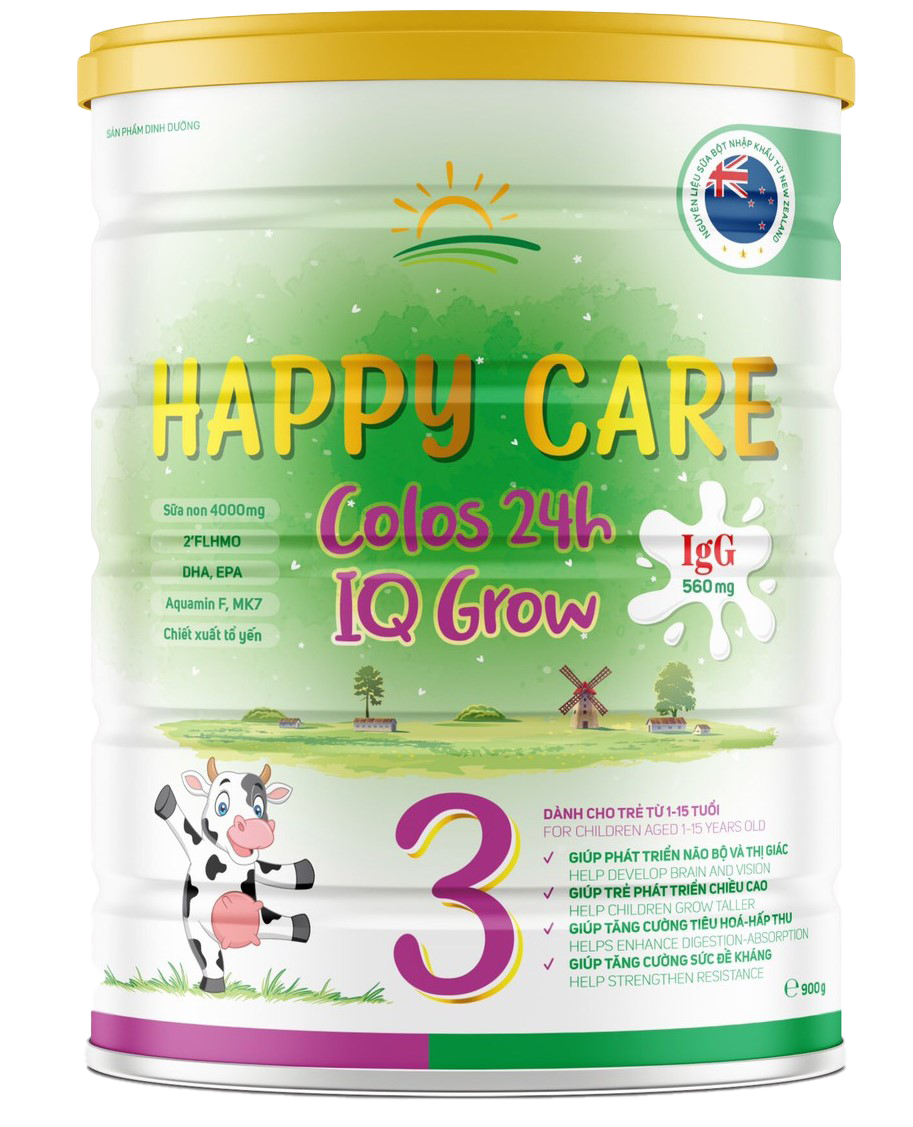 SẢN PHẨM DINH DƯỠNG
NGUYÊN LIỆU SỮA BỘT NHẬP KHẨU TỪ NEW ZEALAND
HAPPY CARE
Colos 24h
IQ Grow
Sữa non 4000mg
2'FLHMO
DHA, EPA
Aquamin F, MK7
Chiết xuất tổ yến
IgG
560 mg
3
DÀNH CHO TRẺ TỪ 1-15 TUỔI
FOR CHILDREN AGED 1-15 YEARS OLD
✓ GIÚP PHÁT TRIỂN NÃO BỘ VÀ THỊ GIÁC
HELP DEVELOP BRAIN AND VISION
✓ GIÚP TRẺ PHÁT TRIỂN CHIỀU CAO
HELP CHILDREN GROW TALLER
✓ GIÚP TĂNG CƯỜNG TIÊU HOÁ-HẤP THU
HELPS ENHANCE DIGESTION-ABSORPTION
✓ GIÚP TĂNG CƯỜNG SỨC ĐỀ KHÁNG
HELP STRENGTHEN RESISTANCE
℮ 900g